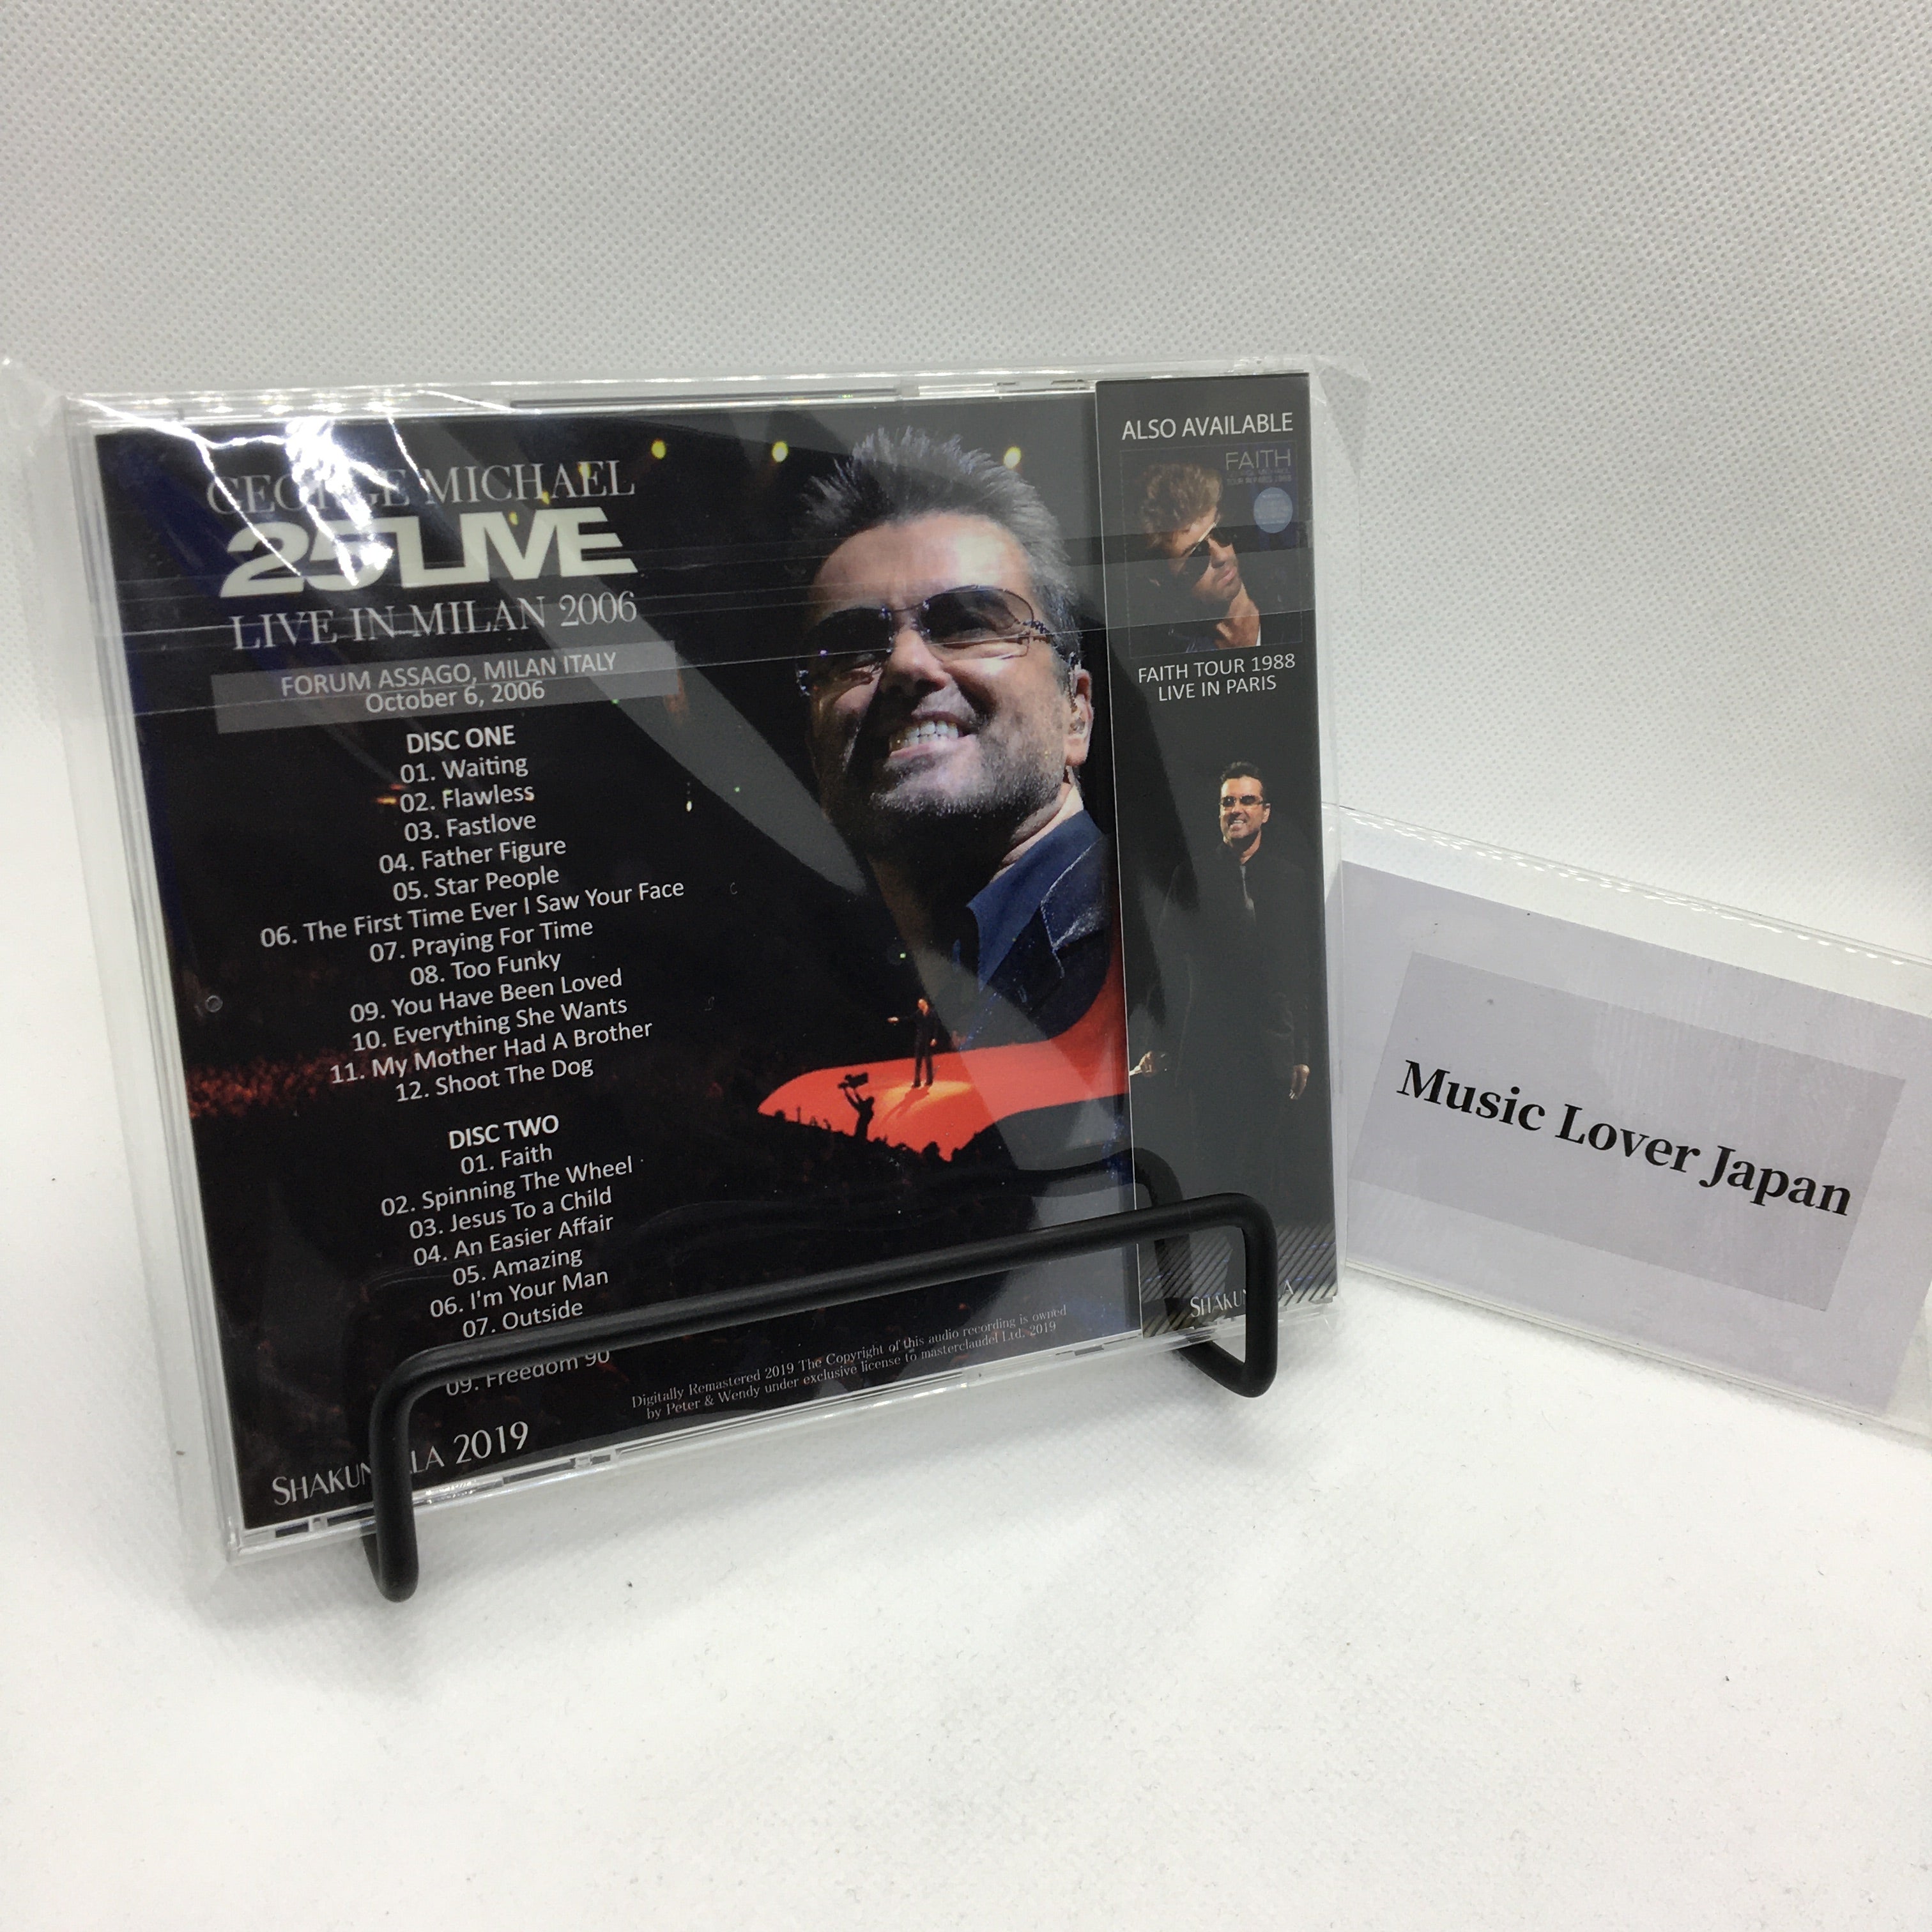 GEORGE MICHAEL
25 LIVE
LIVE IN MILAN 2006
FORUM ASSAGO, MILAN ITALY
October 6, 2006
DISC ONE
01. Waiting
02. Flawless
03. Fastlove
04. Father Figure
05. Star People
06. The First Time Ever I Saw Your Face
07. Praying For Time
08. Too Funky
09. You Have Been Loved
10. Everything She Wants
11. My Mother Had A Brother
12. Shoot The Dog
DISC TWO
01. Faith
02. Spinning The Wheel
03. Jesus To a Child
04. An Easier Affair
05. Amazing
06. I'm Your Man
07. Outside
09. Freedom 90
2019
Digitally Remastered 2019 The Copyright of this audio recording is owned
by Peter & Wendy under exclusive license to masterclaudel Ltd. 2019
ALSO AVAILABLE
FAITH
FAITH TOUR 1988
LIVE IN PARIS
Music Lover Japan